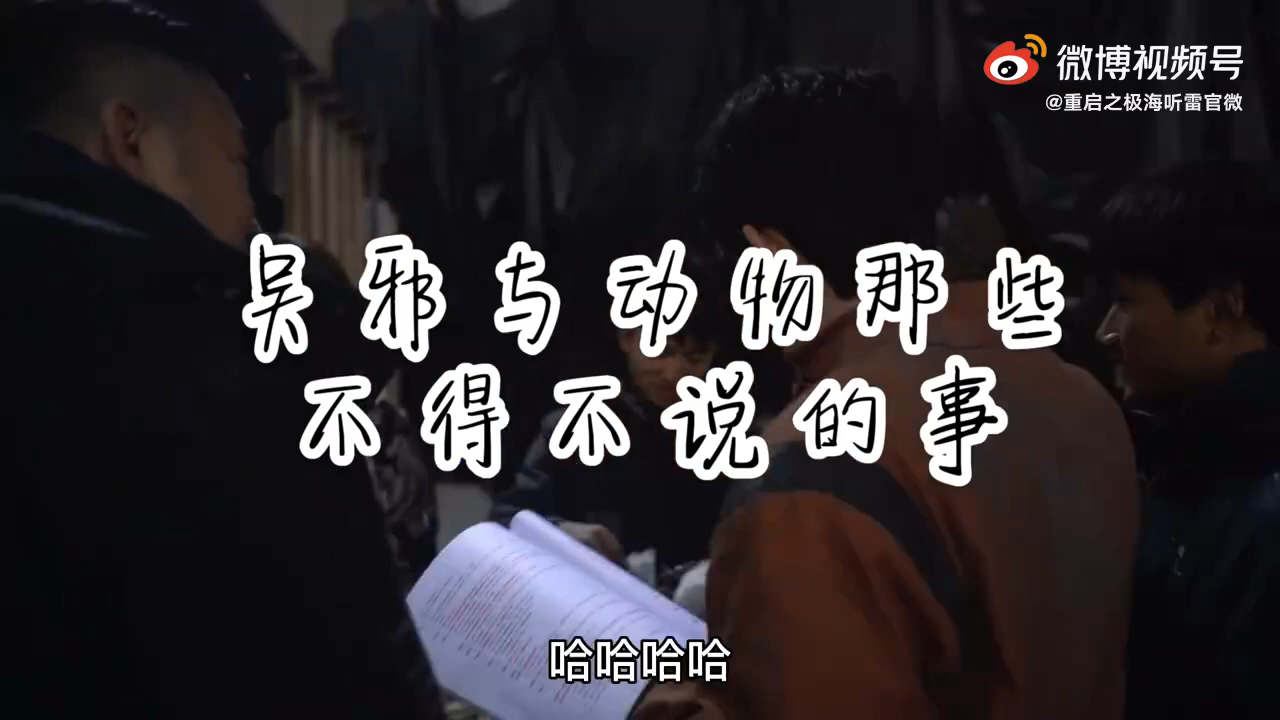 微博视频号
@重启之极海听雷官微
吴邪与动物那些
不得不说的事
哈哈哈哈